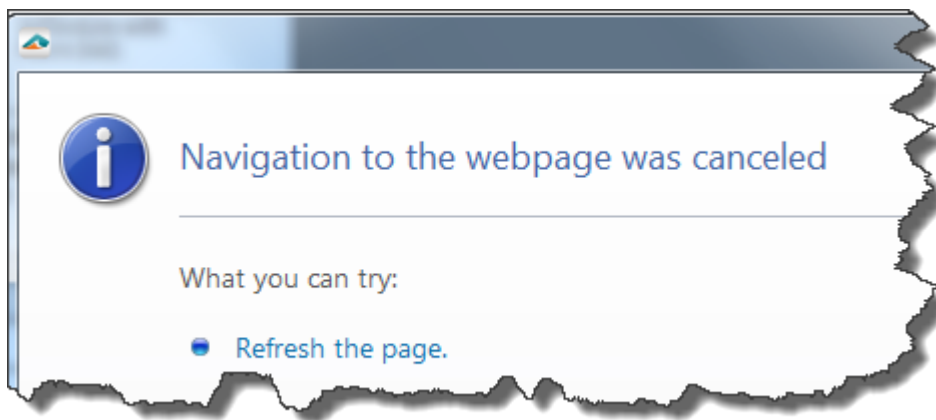 Navigation to the webpage was canceled
What you can try:
Refresh the page.